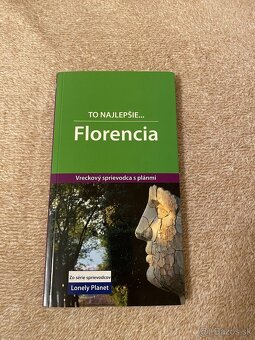 TO NAJLEPŠIE...
Florencia
Vreckový sprievodca s plánmi
Zo série sprievodcov
Lonely Planet